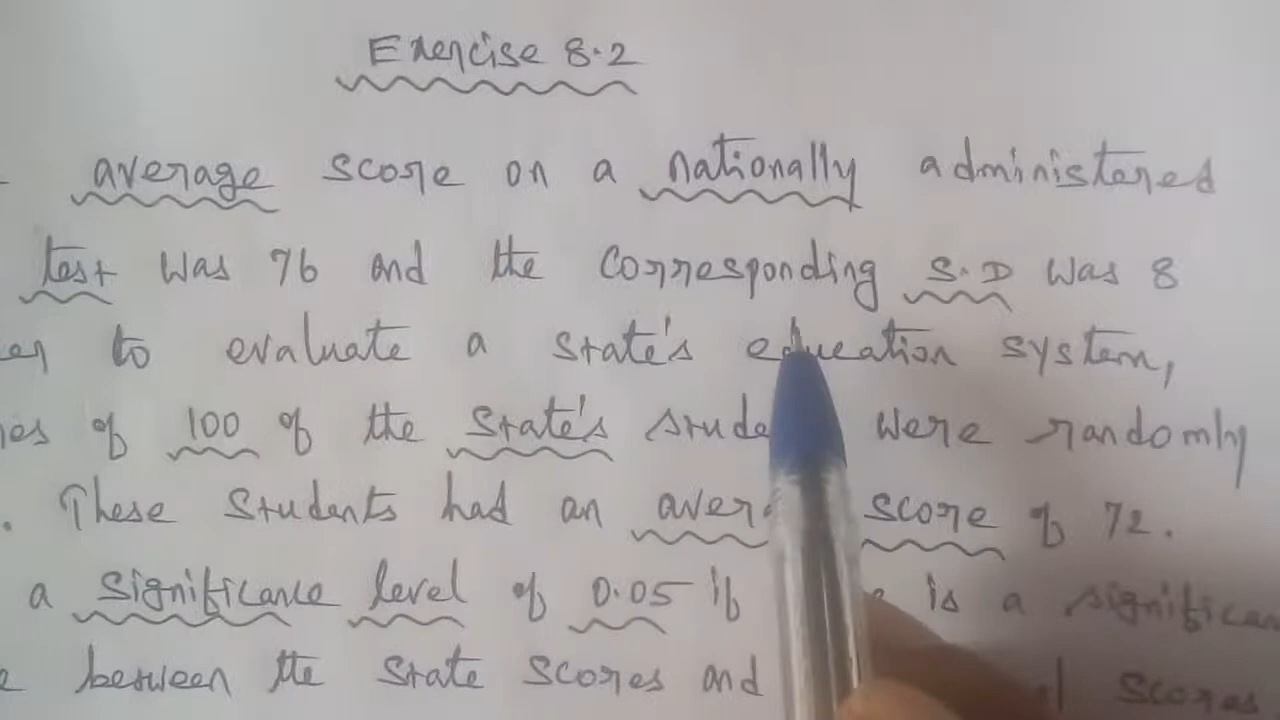 Exercise 8.2
average score on a nationally administered
test was 76 and the corresponding S.D was 8
to evaluate a state's education system,
of 100 of the state's were randomly
. These students had an score of 72.
a significance level of 0.05 if is a
between the state scores and scores.